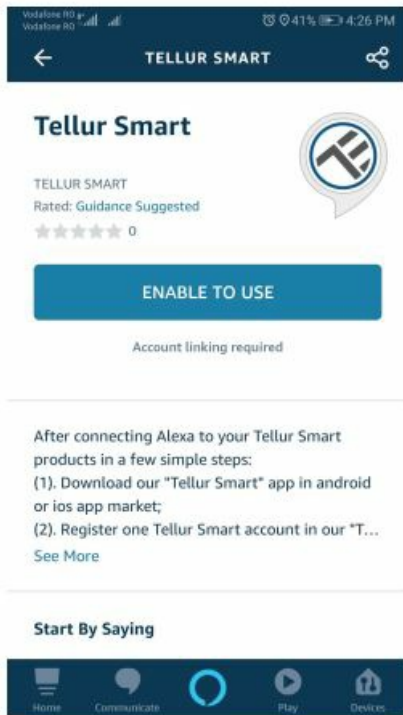 Vodafone RO
Vodafone RO
41% 4:26 PM
TELLUR SMART
Tellur Smart
TELLUR SMART
Rated: Guidance Suggested
0
ENABLE TO USE
Account linking required
After connecting Alexa to your Tellur Smart
products in a few simple steps:
(1). Download our "Tellur Smart" app in android
or ios app market;
(2). Register one Tellur Smart account in our "T...
See More
Start By Saying
Home Communicate Play Devices